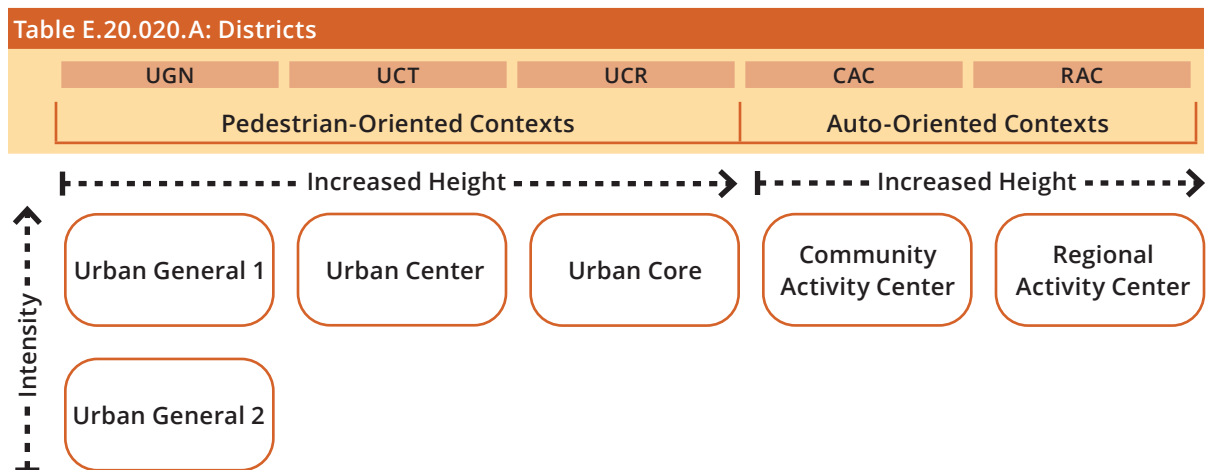 Table E.20.020.A: Districts
UGN UCT UCR CAC RAC
Pedestrian-Oriented Contexts Auto-Oriented Contexts
Increased Height Increased Height
Intensity
Urban General 1 Urban Center Urban Core
Community
Activity Center
Regional
Activity Center
Urban General 2